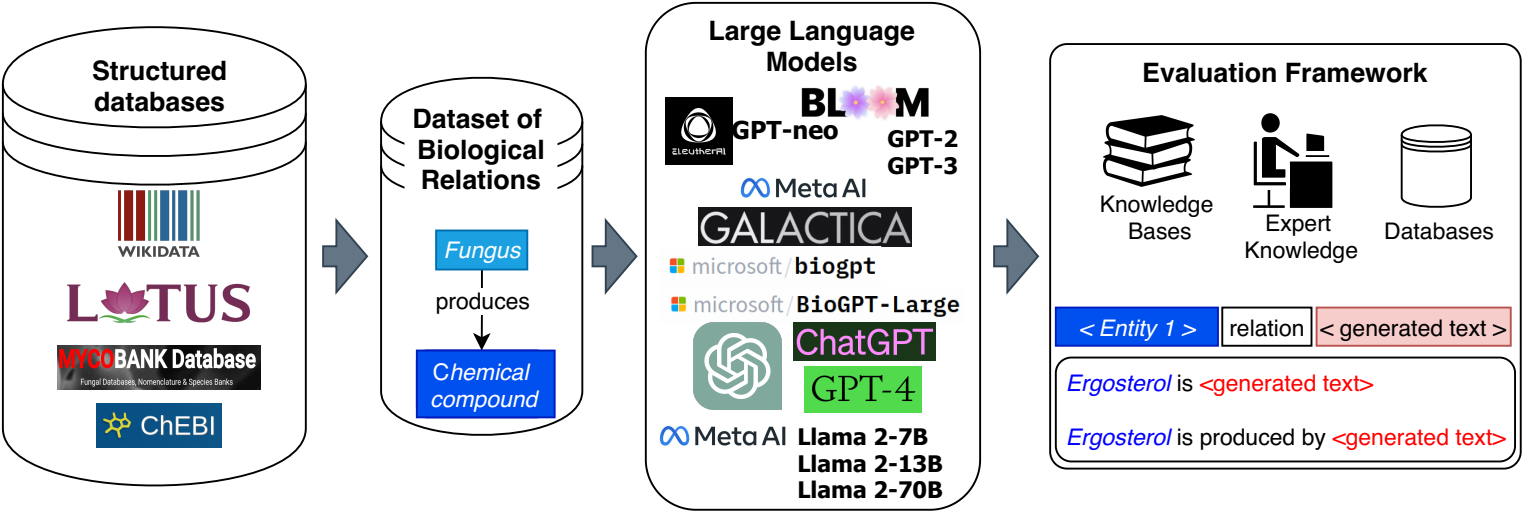 Structured
databases
WIKIDATA
LOTUS
MYCOBANK Database
Fungal Databases, Nomenclature & Species Banks
ChEBI
Dataset of
Biological
Relations
Fungus
produces
Chemical
compound
Large Language
Models
BLOOM
EleutherAI
GPT-neo
GPT-2
GPT-3
Meta AI
GALACTICA
microsoft/biogpt
microsoft/BioGPT-Large
ChatGPT
GPT-4
Meta AI
Llama 2-7B
Llama 2-13B
Llama 2-70B
Evaluation Framework
Knowledge
Bases
Expert
Knowledge
Databases
< Entity 1 > relation < generated text >
Ergosterol is <generated text>
Ergosterol is produced by <generated text>